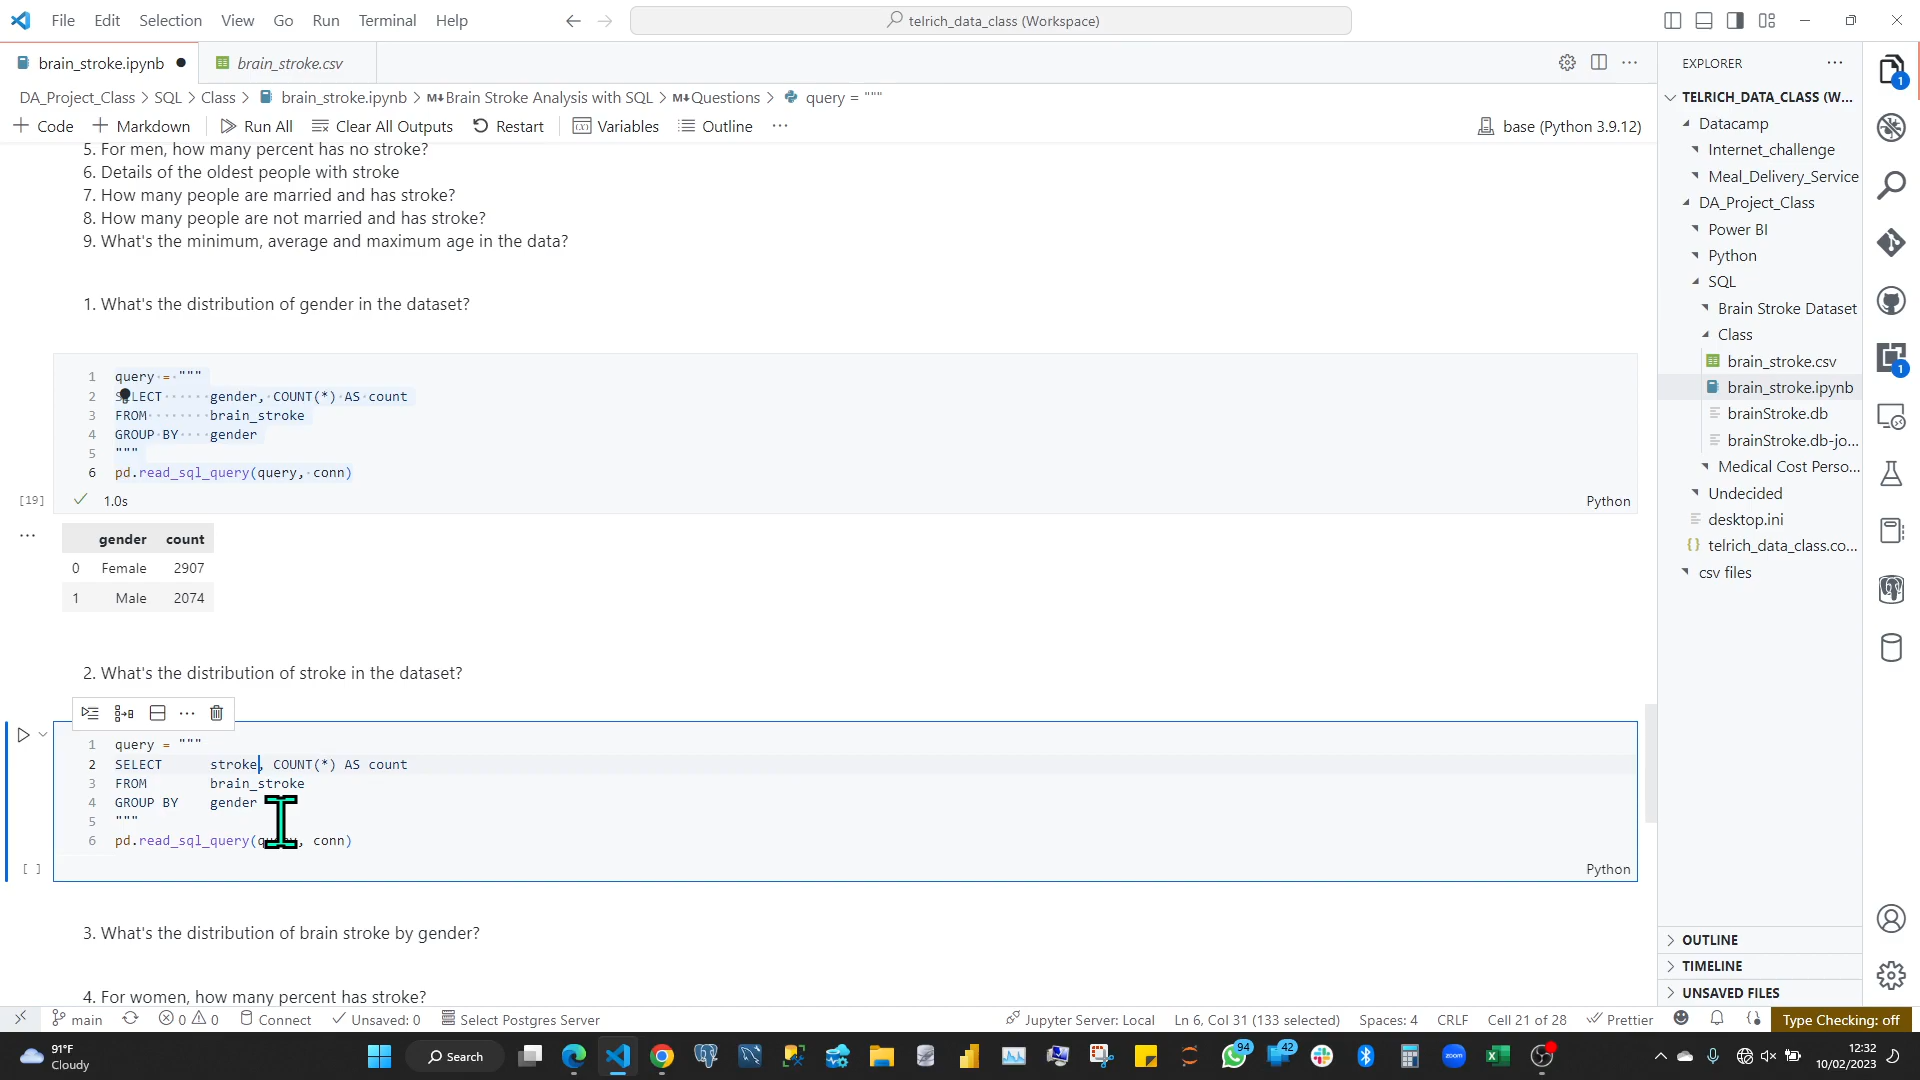 File Edit Selection View Go Run Terminal Help
telrich_data_class (Workspace)
brain_stroke.ipynb
brain_stroke.csv
DA_Project_Class > SQL > Class > brain_stroke.ipynb > M↓Brain Stroke Analysis with SQL > M↓Questions > query = """
+ Code + Markdown Run All Clear All Outputs Restart Variables Outline ...
base (Python 3.9.12)
5. For men, how many percent has no stroke?
6. Details of the oldest people with stroke
7. How many people are married and has stroke?
8. How many people are not married and has stroke?
9. What's the minimum, average and maximum age in the data?
1. What's the distribution of gender in the dataset?
1 query = """
2 SELECT gender, COUNT(*) AS count
3 FROM brain_stroke
4 GROUP BY gender
5 """
6 pd.read_sql_query(query, conn)
[19] 1.0s
Python
gender count
0 Female 2907
1 Male 2074
2. What's the distribution of stroke in the dataset?
1 query = """
2 SELECT stroke, COUNT(*) AS count
3 FROM brain_stroke
4 GROUP BY gender
5 """
6 pd.read_sql_query(query, conn)
[ ]
Python
3. What's the distribution of brain stroke by gender?
4. For women, how many percent has stroke?
EXPLORER
TELRICH_DATA_CLASS (W...
Datacamp
Internet_challenge
Meal_Delivery_Service
DA_Project_Class
Power BI
Python
SQL
Brain Stroke Dataset
Class
brain_stroke.csv
brain_stroke.ipynb
brainStroke.db
brainStroke.db-jo...
Medical Cost Perso...
Undecided
desktop.ini
telrich_data_class.co...
csv files
OUTLINE
TIMELINE
UNSAVED FILES
1
1
main 0 0 Connect Unsaved: 0 Select Postgres Server
Jupyter Server: Local Ln 6, Col 31 (133 selected) Spaces: 4 CRLF Cell 21 of 28 Prettier Type Checking: off
91°F
Cloudy
Search
94
42
zoom
12:32
10/02/2023